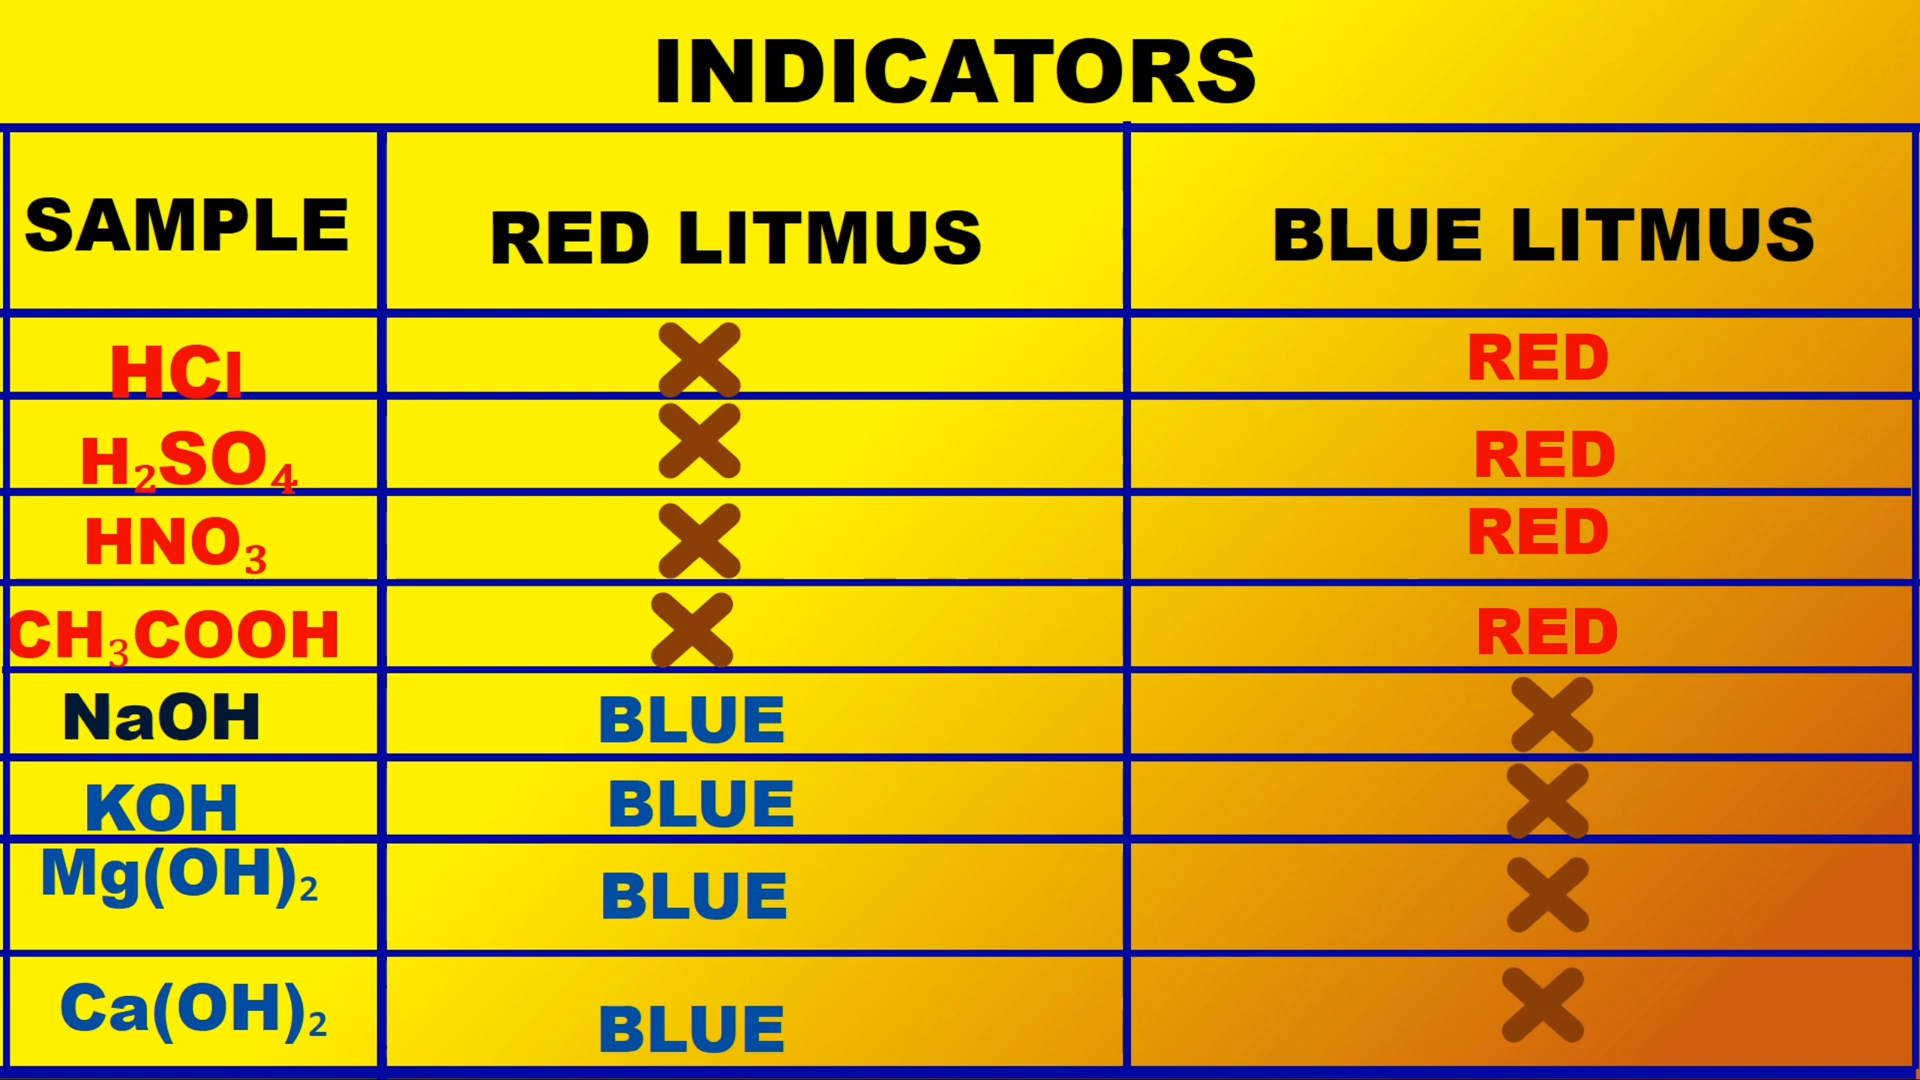 INDICATORS
SAMPLE RED LITMUS BLUE LITMUS
HCl RED
H₂SO₄ RED
HNO₃ RED
CH₃COOH RED
NaOH BLUE
KOH BLUE
Mg(OH)₂ BLUE
Ca(OH)₂ BLUE